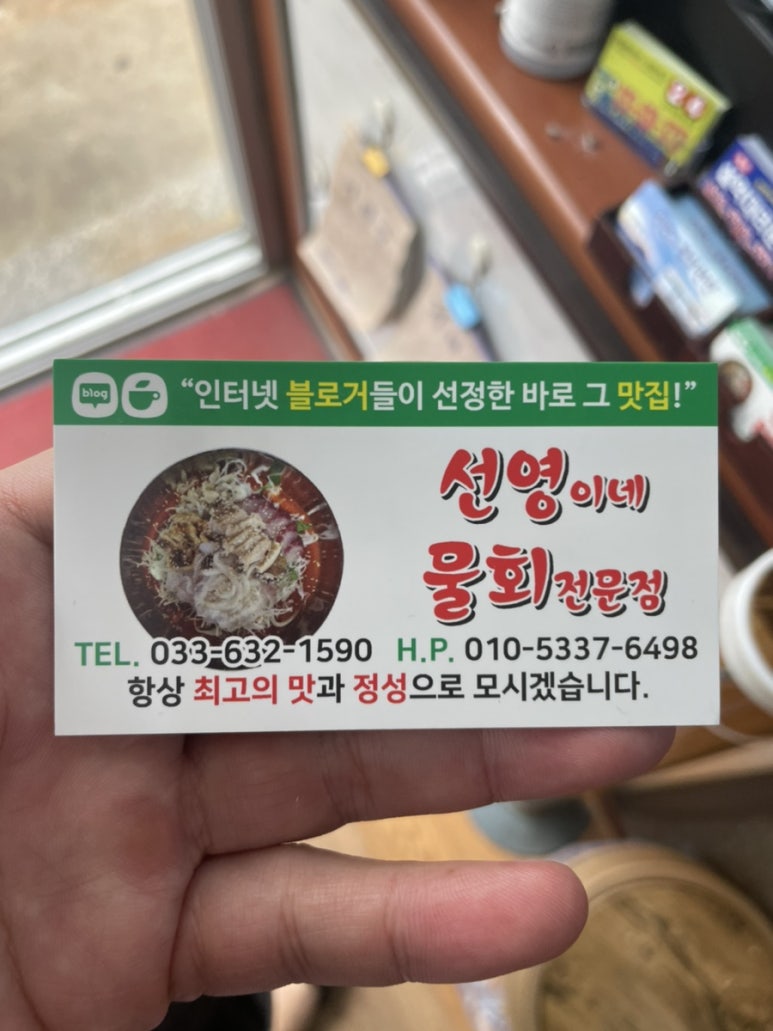 blog "인터넷 블로거들이 선정한 바로 그 맛집!"
선영이네
물회전문점
TEL. 033-632-1590 H.P. 010-5337-6498
항상 최고의 맛과 정성으로 모시겠습니다.